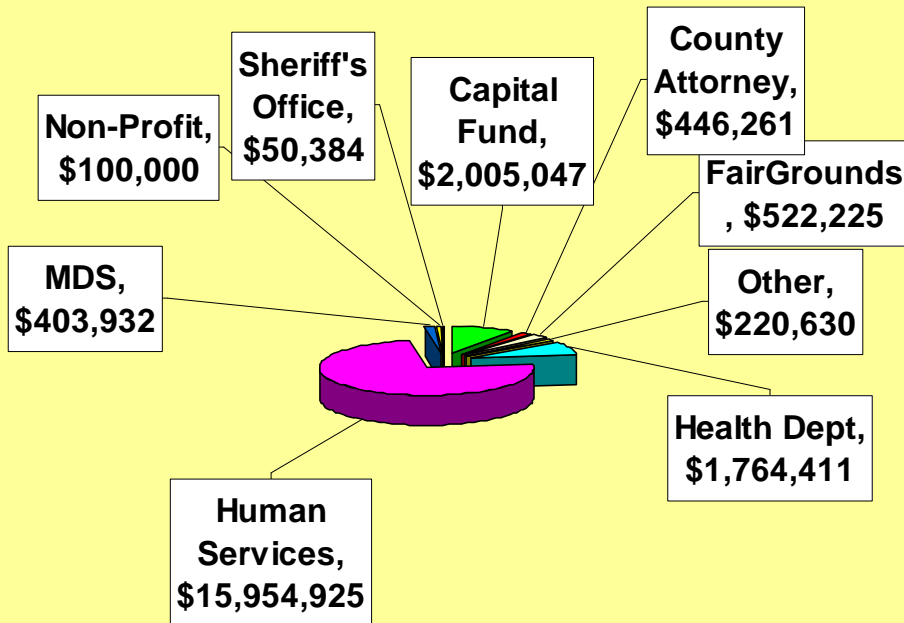 Sheriff's
Office,
$50,384
Capital
Fund,
$2,005,047
County
Attorney,
$446,261
Non-Profit,
$100,000
FairGrounds
, $522,225
MDS,
$403,932
Other,
$220,630
Health Dept,
$1,764,411
Human
Services,
$15,954,925